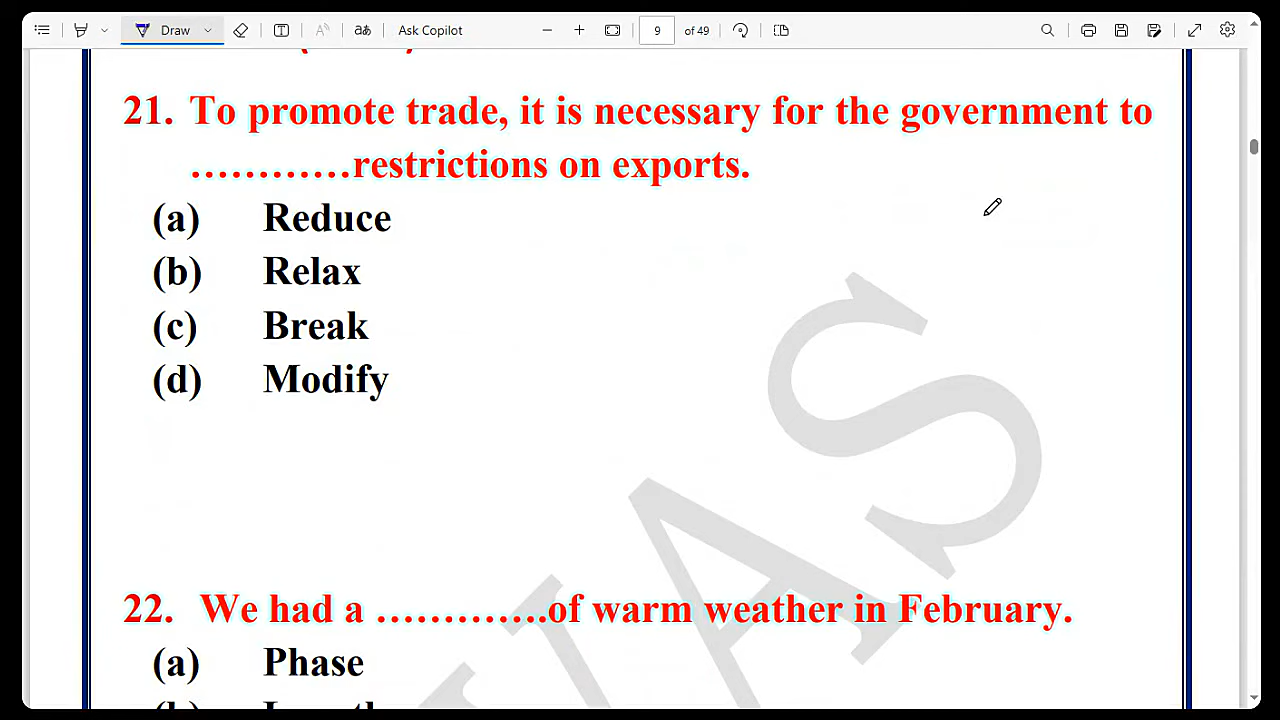 Draw
Ask Copilot
9 of 49
21. To promote trade, it is necessary for the government to
…………restrictions on exports.
(a) Reduce
(b) Relax
(c) Break
(d) Modify
22. We had a ………….of warm weather in February.
(a) Phase